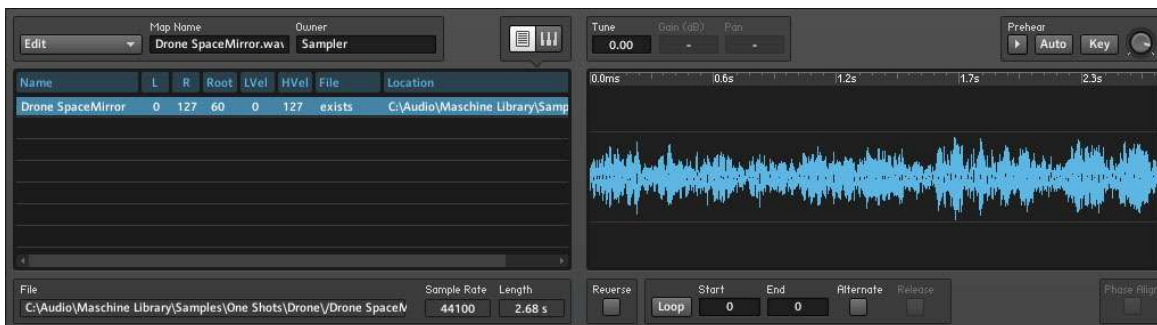 Map Name Owner
Edit Drone SpaceMirror.wav Sampler
Name L R Root LVel HVel File Location
Drone SpaceMirror 0 127 60 0 127 exists C:\Audio\Maschine Library\Samp
File Sample Rate Length
C:\Audio\Maschine Library\Samples\One Shots\Drone\/Drone SpaceM 44100 2.68 s
Tune Gain (dB) Pan Prehear
0.00 - - Auto Key
0.0ms 0.6s 1.2s 1.7s 2.3s
Reverse Start End Alternate Release Phase Align
Loop 0 0